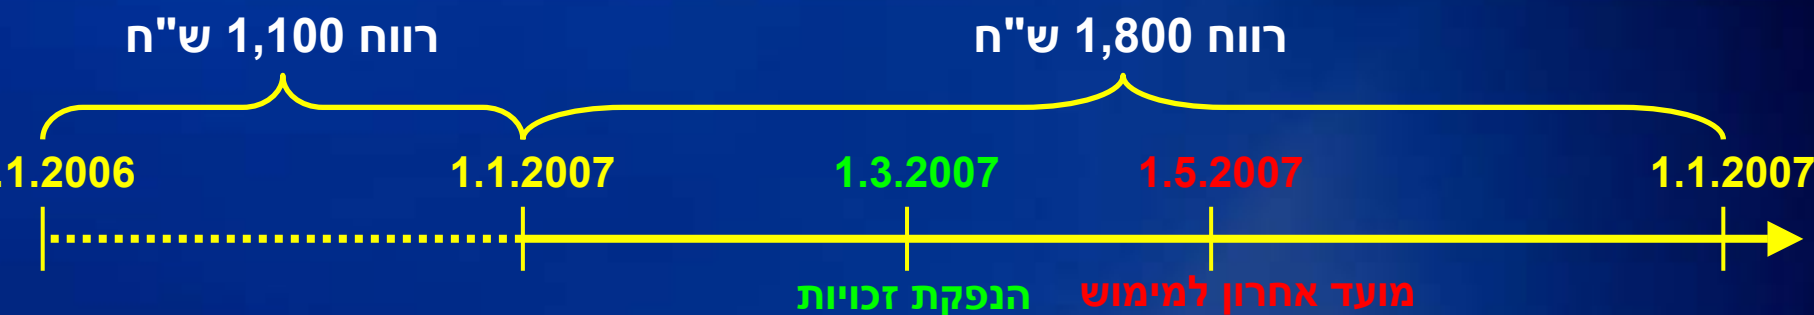 רווח 1,100 ש"ח
רווח 1,800 ש"ח
.1.2006
1.1.2007
1.3.2007
1.5.2007
1.1.2007
הנפקת זכויות
מועד אחרון למימוש